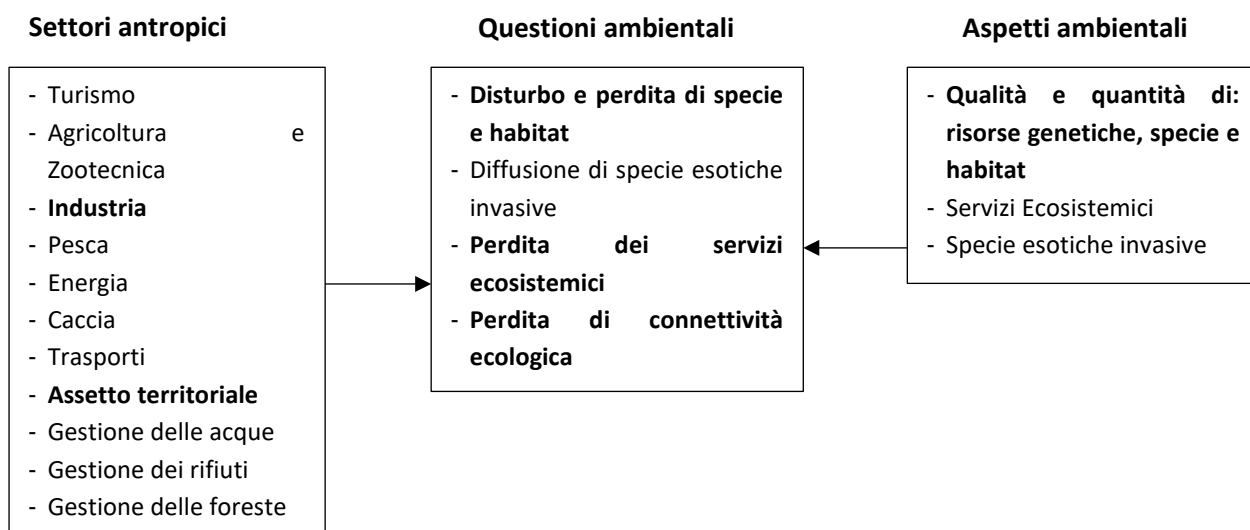 Settori antropici
- Turismo
- Agricoltura e
Zootecnica
- Industria
- Pesca
- Energia
- Caccia
- Trasporti
- Assetto territoriale
- Gestione delle acque
- Gestione dei rifiuti
- Gestione delle foreste
Questioni ambientali
- Disturbo e perdita di specie
e habitat
- Diffusione di specie esotiche
invasive
- Perdita dei servizi
ecosistemici
- Perdita di connettività
ecologica
Aspetti ambientali
- Qualità e quantità di:
risorse genetiche, specie e
habitat
- Servizi Ecosistemici
- Specie esotiche invasive